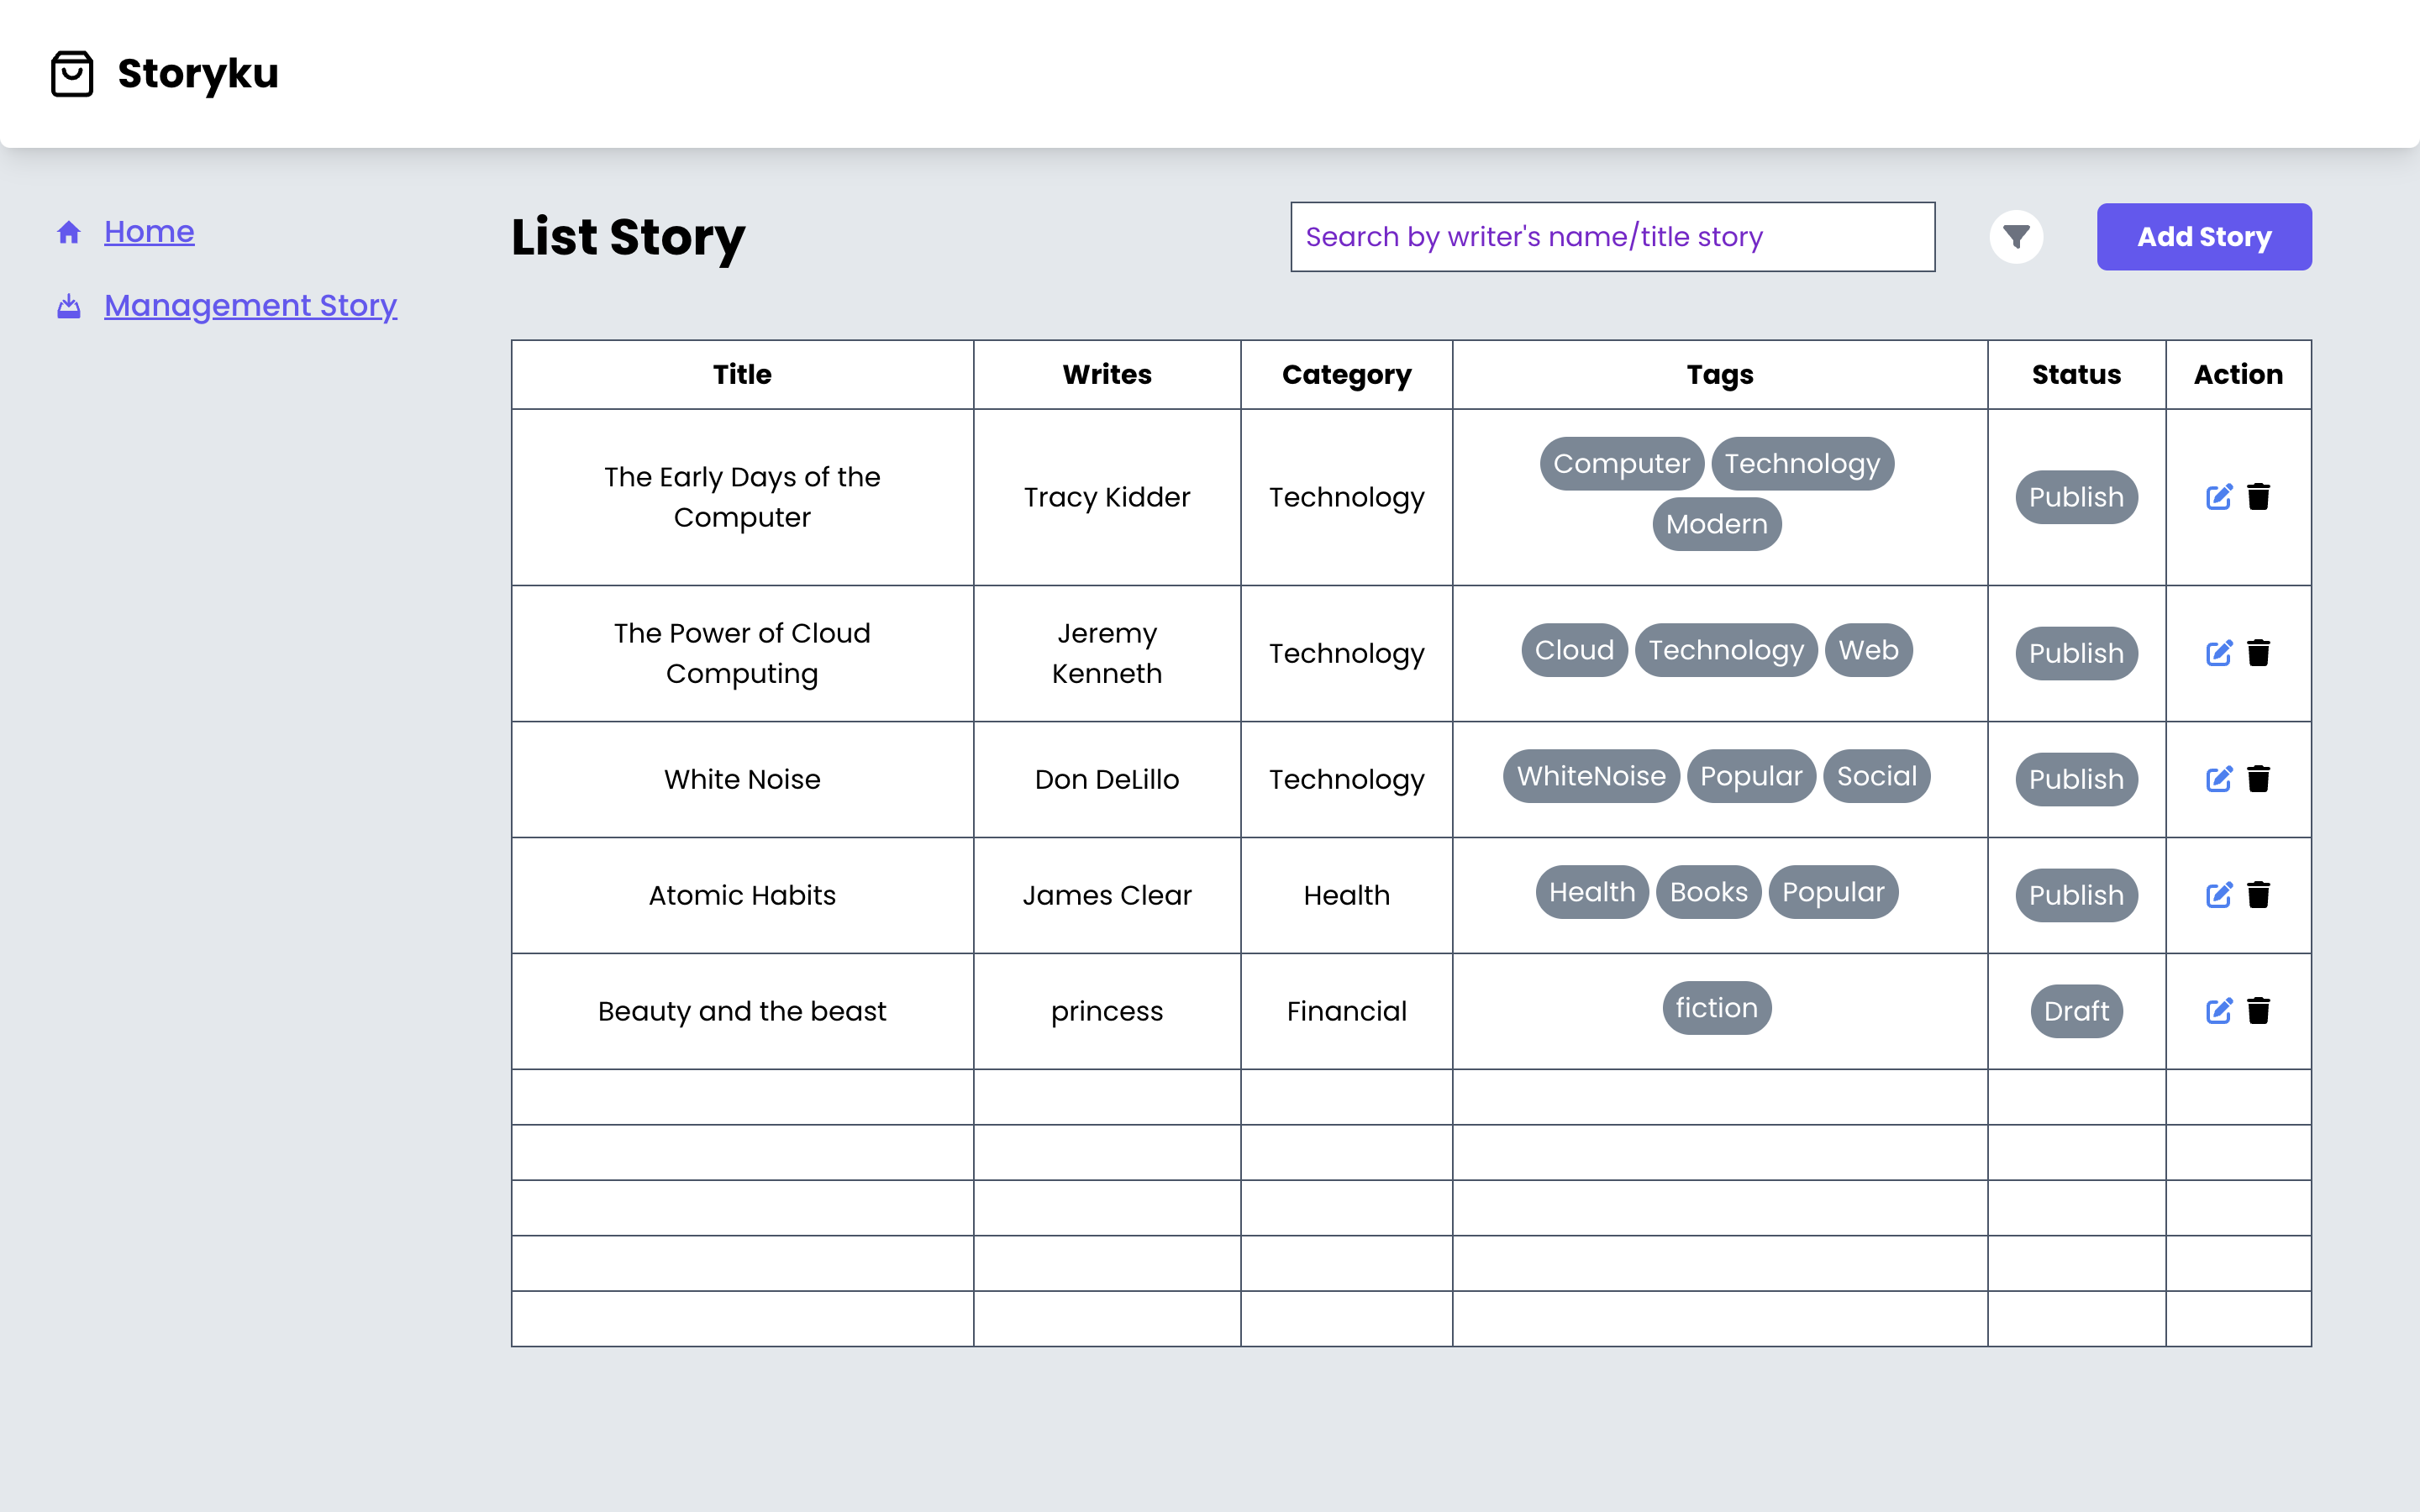 Storyku
Home
Management Story
List Story
Search by writer's name/title story
Add Story
Title Writes Category Tags Status Action
The Early Days of the
Computer
Tracy Kidder
Technology
Computer Technology
Modern
Publish
The Power of Cloud
Computing
Jeremy
Kenneth
Technology
Cloud Technology Web
Publish
White Noise
Don DeLillo
Technology
WhiteNoise Popular Social
Publish
Atomic Habits
James Clear
Health
Health Books Popular
Publish
Beauty and the beast
princess
Financial
fiction
Draft